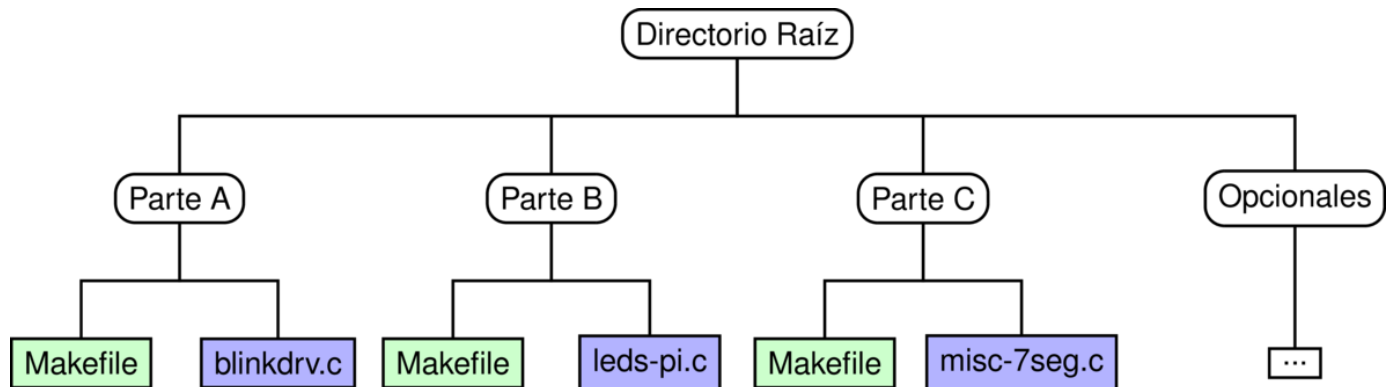 Directorio Raíz
Parte A
Parte B
Parte C
Opcionales
Makefile
blinkdrv.c
Makefile
leds-pi.c
Makefile
misc-7seg.c
...